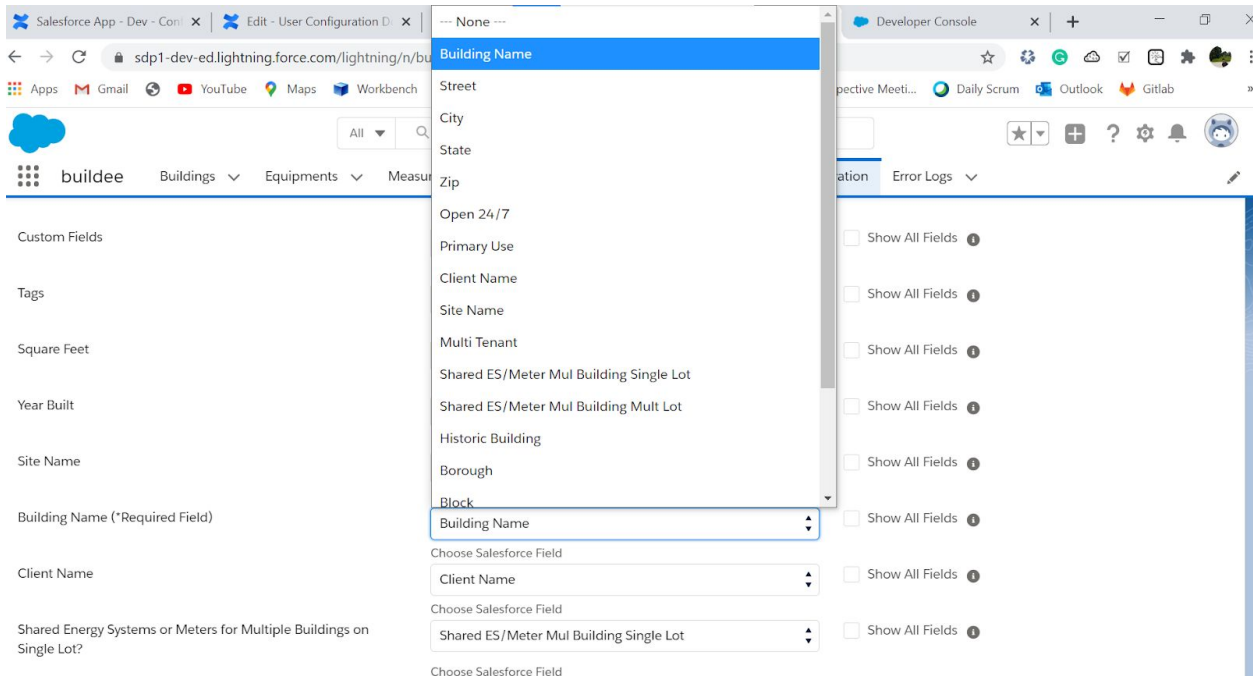 Salesforce App - Dev - Con
Edit - User Configuration D
Developer Console
sdp1-dev-ed.lightning.force.com/lightning/n/bu
Apps Gmail YouTube Maps Workbench
pective Meeti... Daily Scrum Outlook Gitlab
All
buildee Buildings Equipments Measur
ation Error Logs
--- None ---
Building Name
Street
City
State
Zip
Open 24/7
Primary Use
Client Name
Site Name
Multi Tenant
Shared ES/Meter Mul Building Single Lot
Shared ES/Meter Mul Building Mult Lot
Historic Building
Borough
Block
Custom Fields
Show All Fields
Tags
Show All Fields
Square Feet
Show All Fields
Year Built
Show All Fields
Site Name
Show All Fields
Building Name (*Required Field)
Building Name
Show All Fields
Choose Salesforce Field
Client Name
Client Name
Show All Fields
Choose Salesforce Field
Shared Energy Systems or Meters for Multiple Buildings on
Single Lot?
Shared ES/Meter Mul Building Single Lot
Show All Fields
Choose Salesforce Field